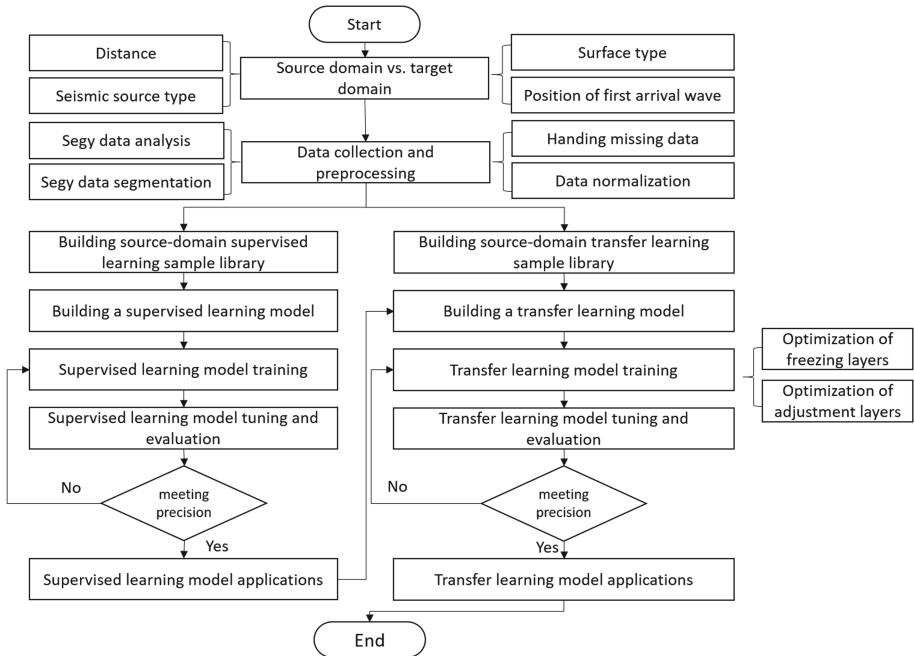 Start
Distance
Seismic source type
Source domain vs. target
domain
Surface type
Position of first arrival wave
Segy data analysis
Segy data segmentation
Data collection and
preprocessing
Handing missing data
Data normalization
Building source-domain supervised
learning sample library
Building a supervised learning model
Supervised learning model training
Supervised learning model tuning and
evaluation
No
meeting
precision
Yes
Supervised learning model applications
Building source-domain transfer learning
sample library
Building a transfer learning model
Transfer learning model training
Optimization of
freezing layers
Optimization of
adjustment layers
Transfer learning model tuning and
evaluation
No
meeting
precision
Yes
Transfer learning model applications
End